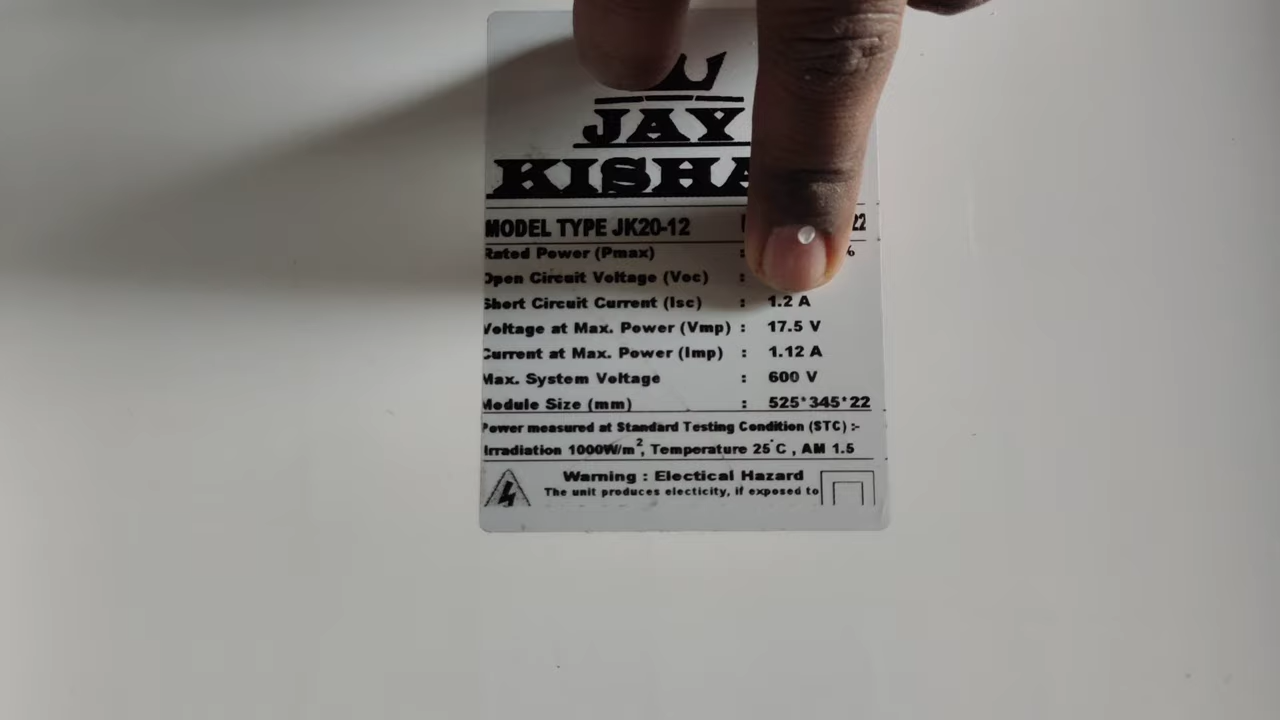 JAY
MODEL TYPE JK20-12 22
Rated Power (Pmax) : %
Open Circuit Voltage (Voc) :
Short Circuit Current (Isc) : 1.2 A
Voltage at Max. Power (Vmp) : 17.5 V
Current at Max. Power (Imp) : 1.12 A
Max. System Voltage : 600 V
Module Size (mm) : 525*345*22
Power measured at Standard Testing Condition (STC) :-
Irradiation 1000W/m², Temperature 25°C , AM 1.5
Warning : Electical Hazard
The unit produces electicity, if exposed to